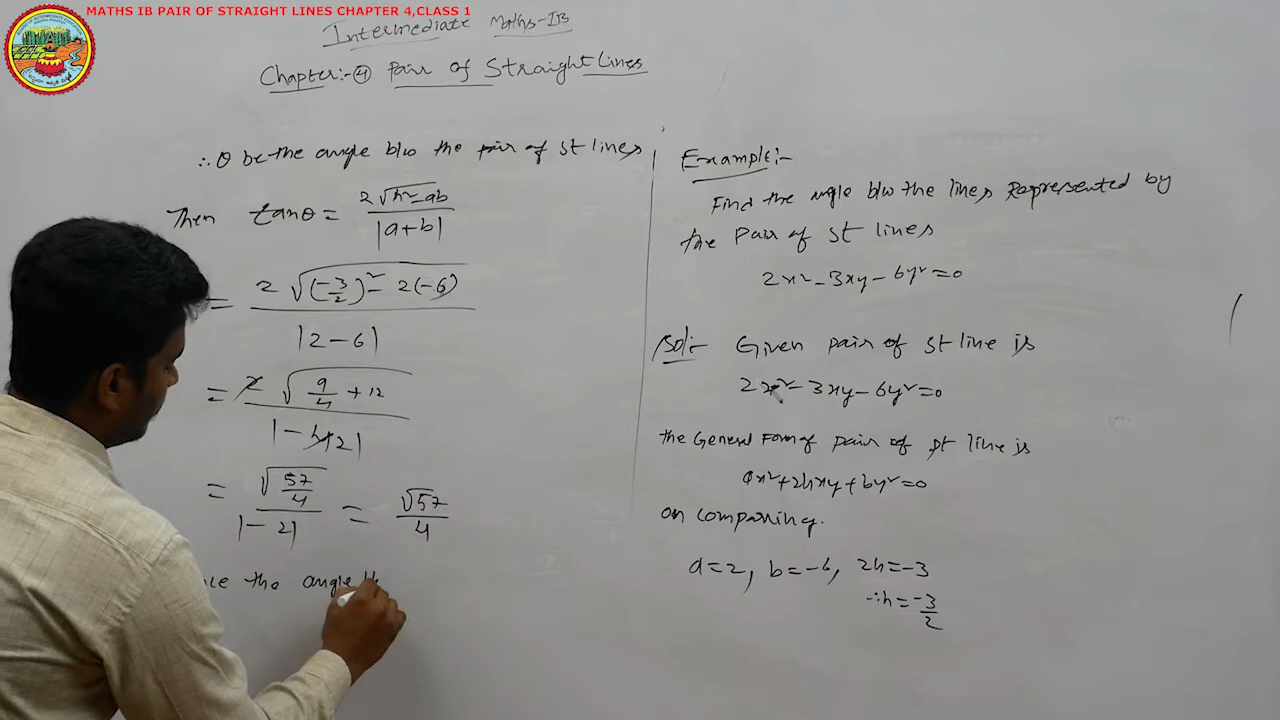 MATHS IB PAIR OF STRAIGHT LINES CHAPTER 4,CLASS 1
Intermediate Maths-IB
Chapter:-④ Pair of Straight Lines
∴ θ be the angle b/w the pair of st lines
Then tanθ = 2√h²-ab / |a+b|
= 2√(-3/2)² - 2(-6) / |2-6|
= 2√9/4 + 12 / |-4 2|
= √57/4 / |-2| = √57/4
the angle
Example:-
Find the angle b/w the lines Represented by
the Pair of st lines
2x²-3xy-6y²=0
Sol:- Given pair of st line is
2x²-3xy-6y²=0
the General Form of pair of st line is
ax²+2hxy+by²=0
on comparing.
a=2, b=-6, 2h=-3
∴h=-3/2